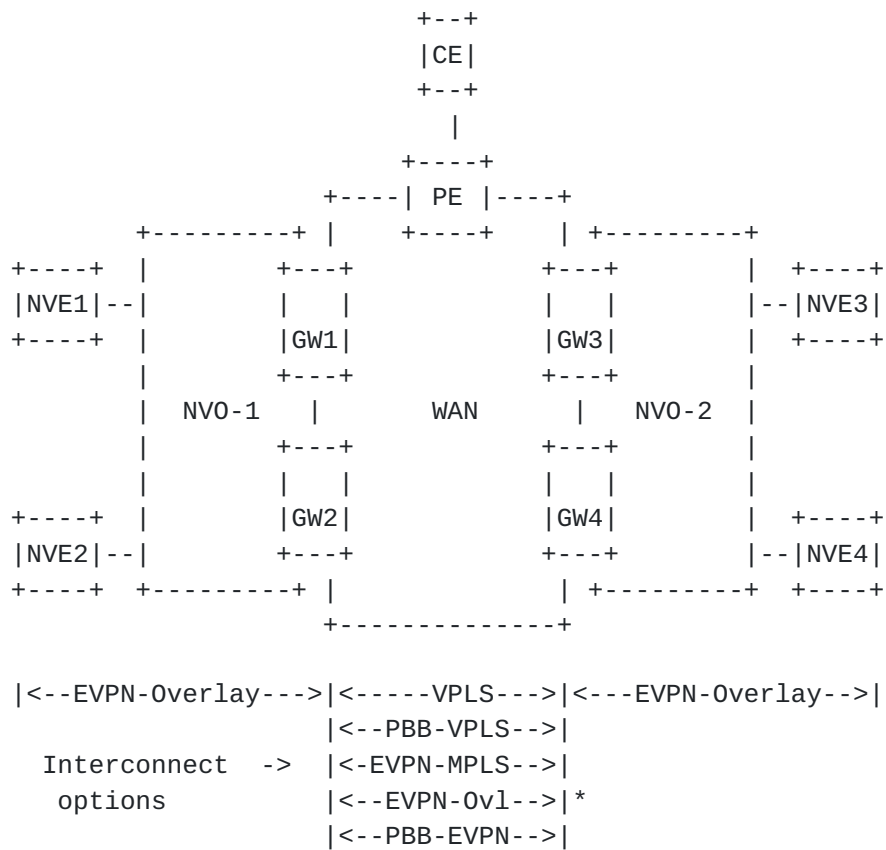 +--+
                           |CE|
                           +--+
                             |
                          +----+
                     +----| PE |----+
         +---------+ |    +----+    | +---------+
+----+   |        +---+            +---+        |  +----+
|NVE1|--|         |   |            |   |        |--|NVE3|
+----+   |        |GW1|            |GW3|        |  +----+
         |        +---+            +---+        |
         |  NVO-1   |       WAN      |   NVO-2  |
         |        +---+            +---+        |
         |        |   |            |   |        |
+----+   |        |GW2|            |GW4|        |  +----+
|NVE2|--|         +---+            +---+        |--|NVE4|
+----+  +---------+ |               | +---------+  +----+
                    +--------------+
|<--EVPN-Overlay--->|<-----VPLS--->|<---EVPN-Overlay-->|
                    |<--PBB-VPLS-->|
  Interconnect  ->  |<-EVPN-MPLS-->|
   options          |<--EVPN-Ovl-->|*
                    |<--PBB-EVPN-->|